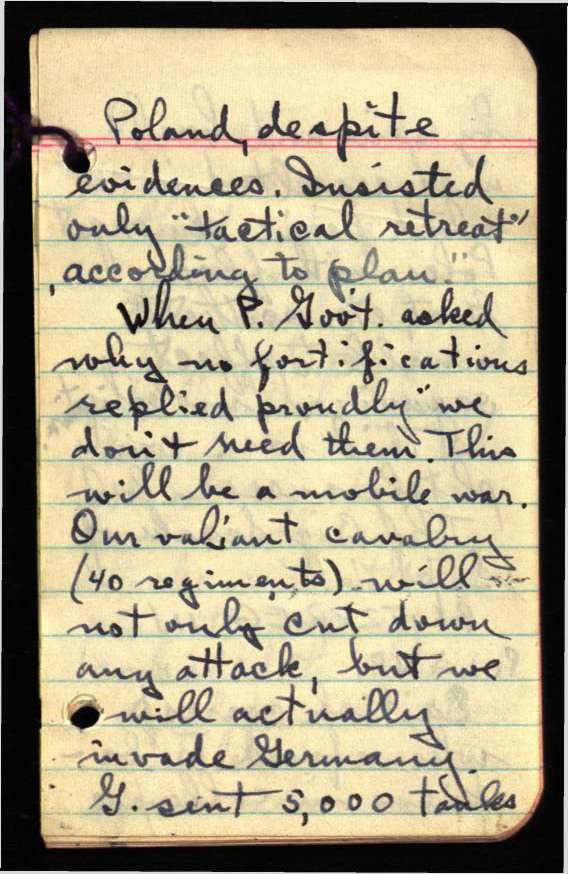 Poland, despite
evidences. Insisted
only "tactical retreat"
according to plan."
When P. Govt. asked
why no fortifications
replied proudly "we
don't need them. This
will be a mobile war.
Our valiant cavalry
(40 regiments) will
not only cut down
any attack, but we
will actually
invade Germany.
G. sent 5,000 tanks